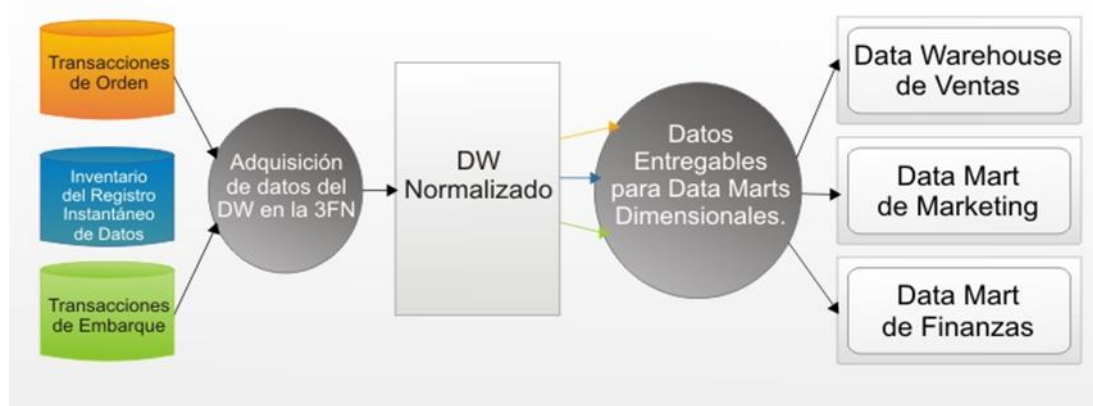 Transacciones
de Orden
Inventario
del Registro
Instantáneo
de Datos
Transacciones
de Embarque
Adquisición
de datos del
DW en la 3FN
DW
Normalizado
Datos
Entregables
para Data Marts
Dimensionales.
Data Warehouse
de Ventas
Data Mart
de Marketing
Data Mart
de Finanzas